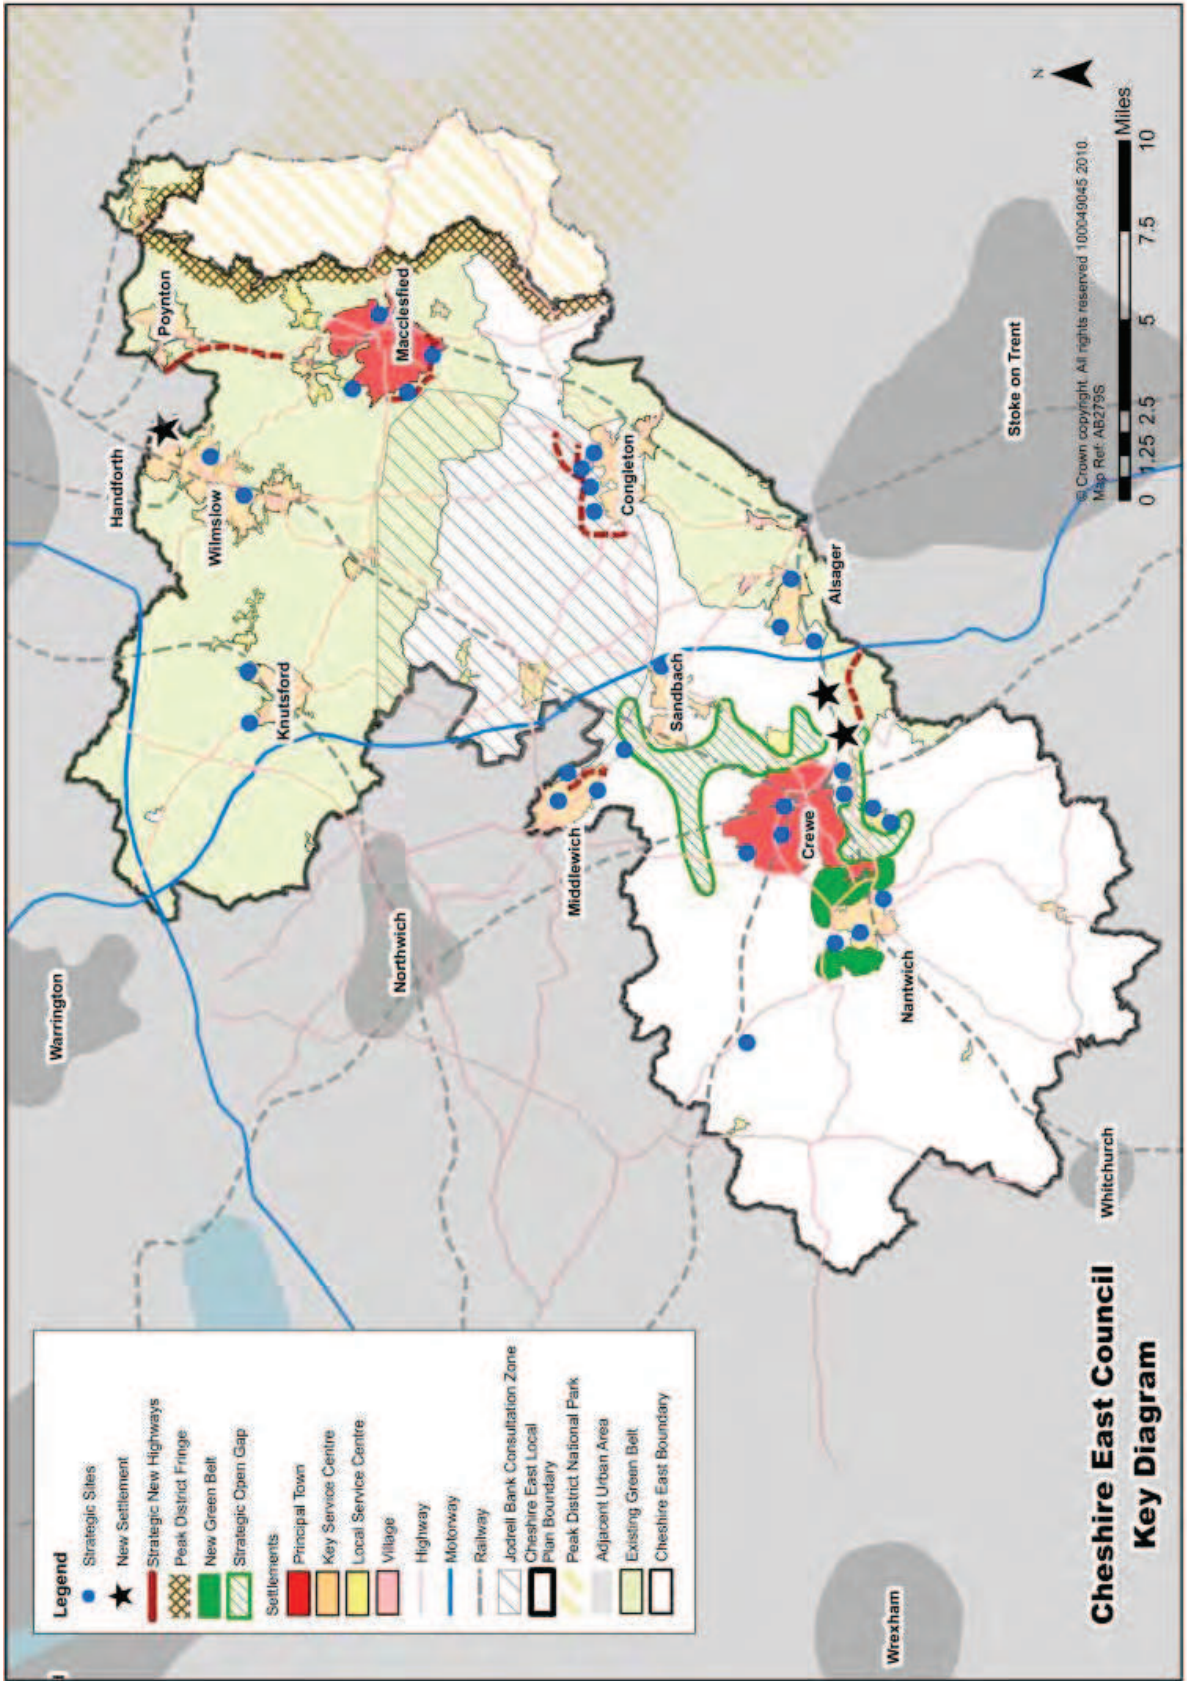 Legend
Strategic Sites
New Settlement
Strategic New Highways
Peak District Fringe
New Green Belt
Strategic Open Gap
Settlements
Principal Town
Key Service Centre
Local Service Centre
Village
Highway
Motorway
Railway
Jodrell Bank Consultation Zone
Cheshire East Local
Plan Boundary
Peak District National Park
Adjacent Urban Area
Existing Green Belt
Cheshire East Boundary
Warrington
Handforth
Poynton
Wilmslow
Knutsford
Macclesfied
Northwich
Middlewich
Congleton
Sandbach
Crewe
Alsager
Nantwich
Stoke on Trent
Wrexham
Whitchurch
N
© Crown copyright. All rights reserved 100049045 2010.
Map Ref: AB279S
Miles
0 1.25 2.5 5 7.5 10
Cheshire East Council
Key Diagram